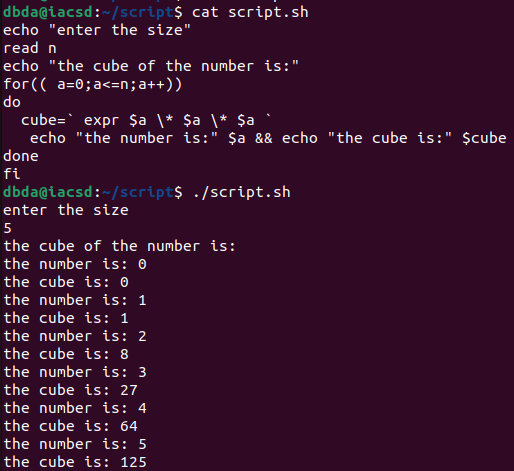 dbda@iacsd:~/script$ cat script.sh
echo "enter the size"
read n
echo "the cube of the number is:"
for(( a=0;a<=n;a++))
do
  cube=` expr $a \* $a \* $a `
   echo "the number is:" $a && echo "the cube is:" $cube
done
fi
dbda@iacsd:~/script$ ./script.sh
enter the size
5
the cube of the number is:
the number is: 0
the cube is: 0
the number is: 1
the cube is: 1
the number is: 2
the cube is: 8
the number is: 3
the cube is: 27
the number is: 4
the cube is: 64
the number is: 5
the cube is: 125